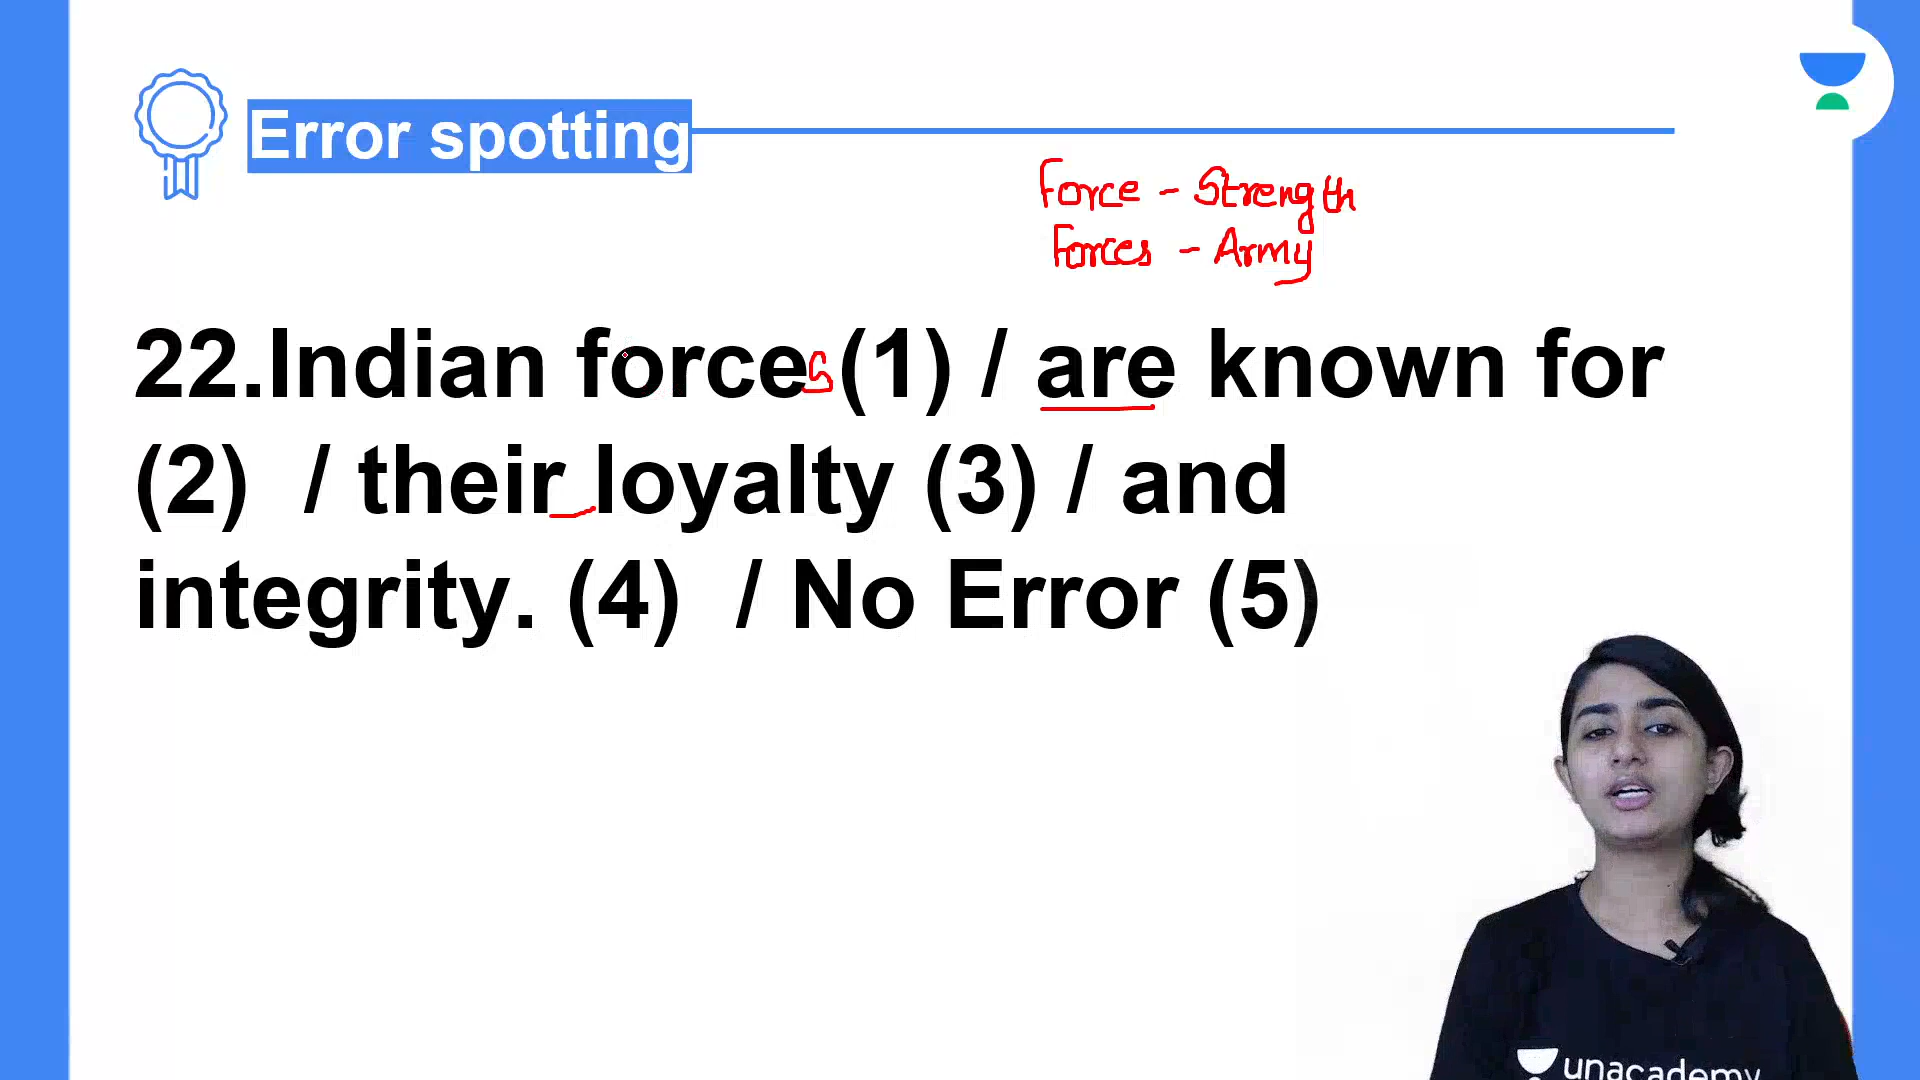 Error spotting
Force - Strength
Forces - Army
22.Indian forces (1) / are known for
(2) / their loyalty (3) / and
integrity. (4) / No Error (5)
unacademy